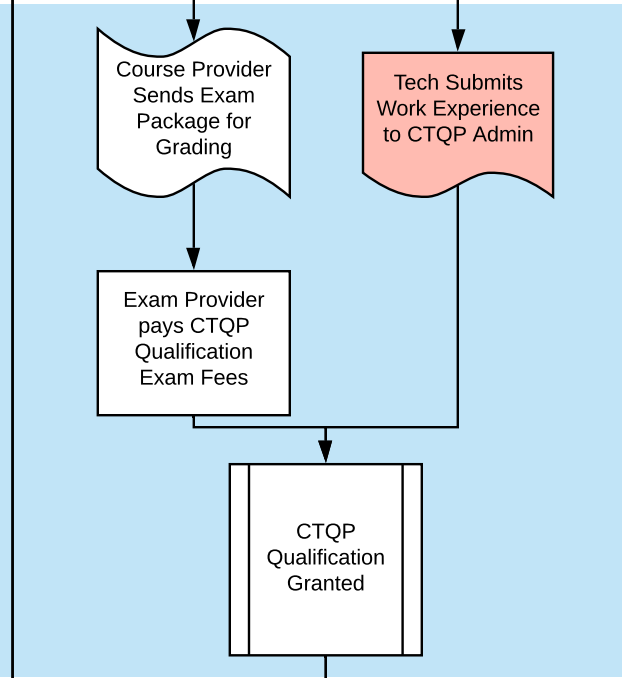 Course Provider
Sends Exam
Package for
Grading
Tech Submits
Work Experience
to CTQP Admin
Exam Provider
pays CTQP
Qualification
Exam Fees
CTQP
Qualification
Granted